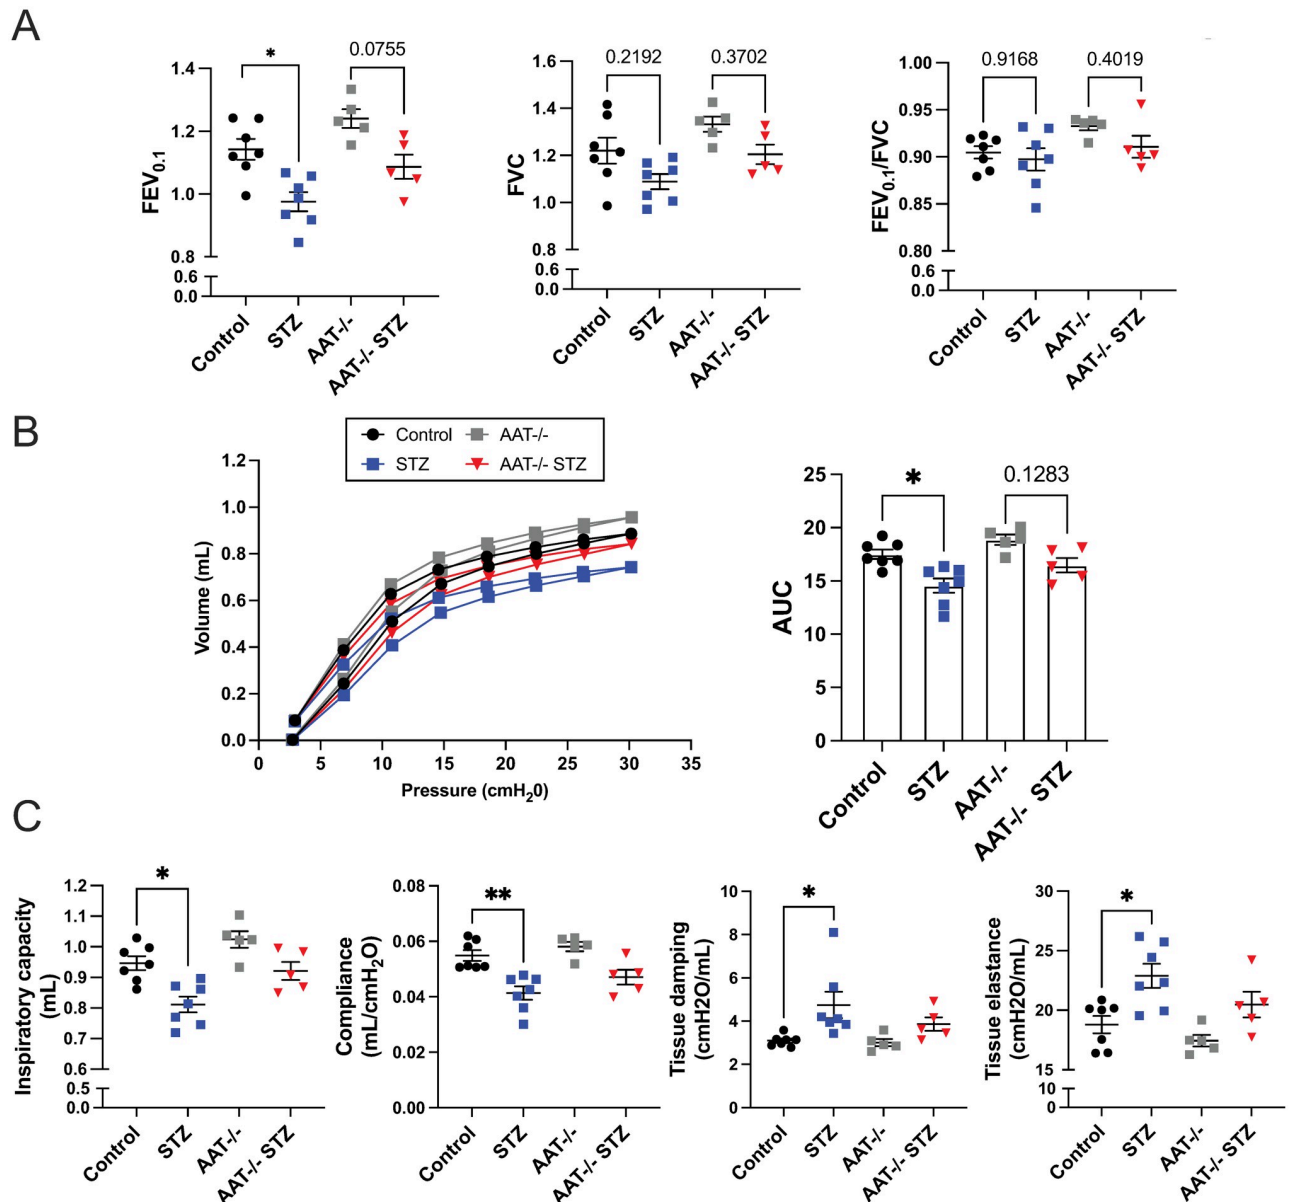 A
FEV0.1
1.4
1.2
1.0
0.8
0.6
0.0
*
0.0755
Control
STZ
AAT-/-
AAT-/- STZ
FVC
1.6
1.4
1.2
1.0
0.8
0.6
0.0
0.2192
0.3702
Control
STZ
AAT-/-
AAT-/- STZ
FEV0.1/FVC
1.00
0.95
0.90
0.85
0.80
0.6
0.0
0.9168
0.4019
Control
STZ
AAT-/-
AAT-/- STZ
B
Control
AAT-/-
STZ
AAT-/- STZ
Volume (mL)
1.2
1.0
0.8
0.6
0.4
0.2
0.0
0
5
10
15
20
25
30
35
Pressure (cmH20)
AUC
25
20
15
10
5
0
*
0.1283
Control
STZ
AAT-/-
AAT-/- STZ
C
Inspiratory capacity
(mL)
1.2
1.1
1.0
0.9
0.8
0.7
0.6
0.5
0.0
*
Control
STZ
AAT-/-
AAT-/- STZ
Compliance
(mL/cmH2O)
0.08
0.06
0.04
0.02
0.00
**
Control
STZ
AAT-/-
AAT-/- STZ
Tissue damping
(cmH2O/mL)
10
8
6
4
2
0
*
Control
STZ
AAT-/-
AAT-/- STZ
Tissue elastance
(cmH2O/mL)
30
25
20
15
10
0
*
Control
STZ
AAT-/-
AAT-/- STZ